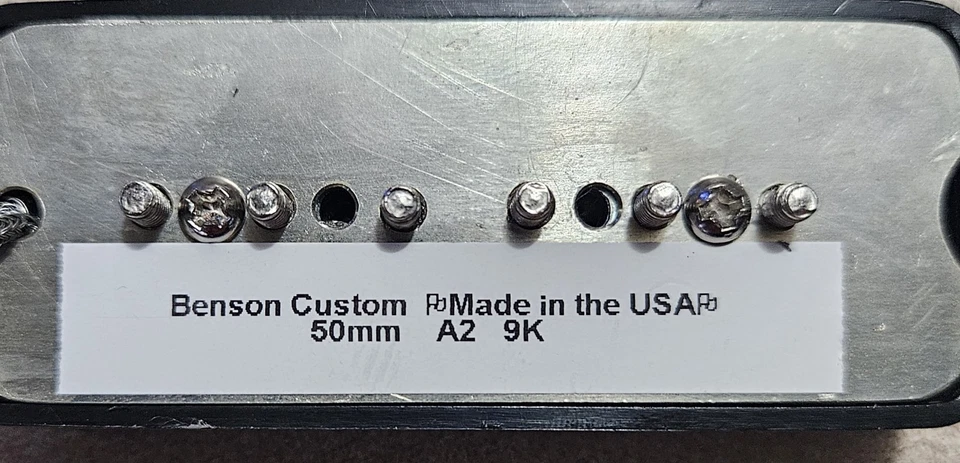 Benson Custom Made in the USA
50mm A2 9K